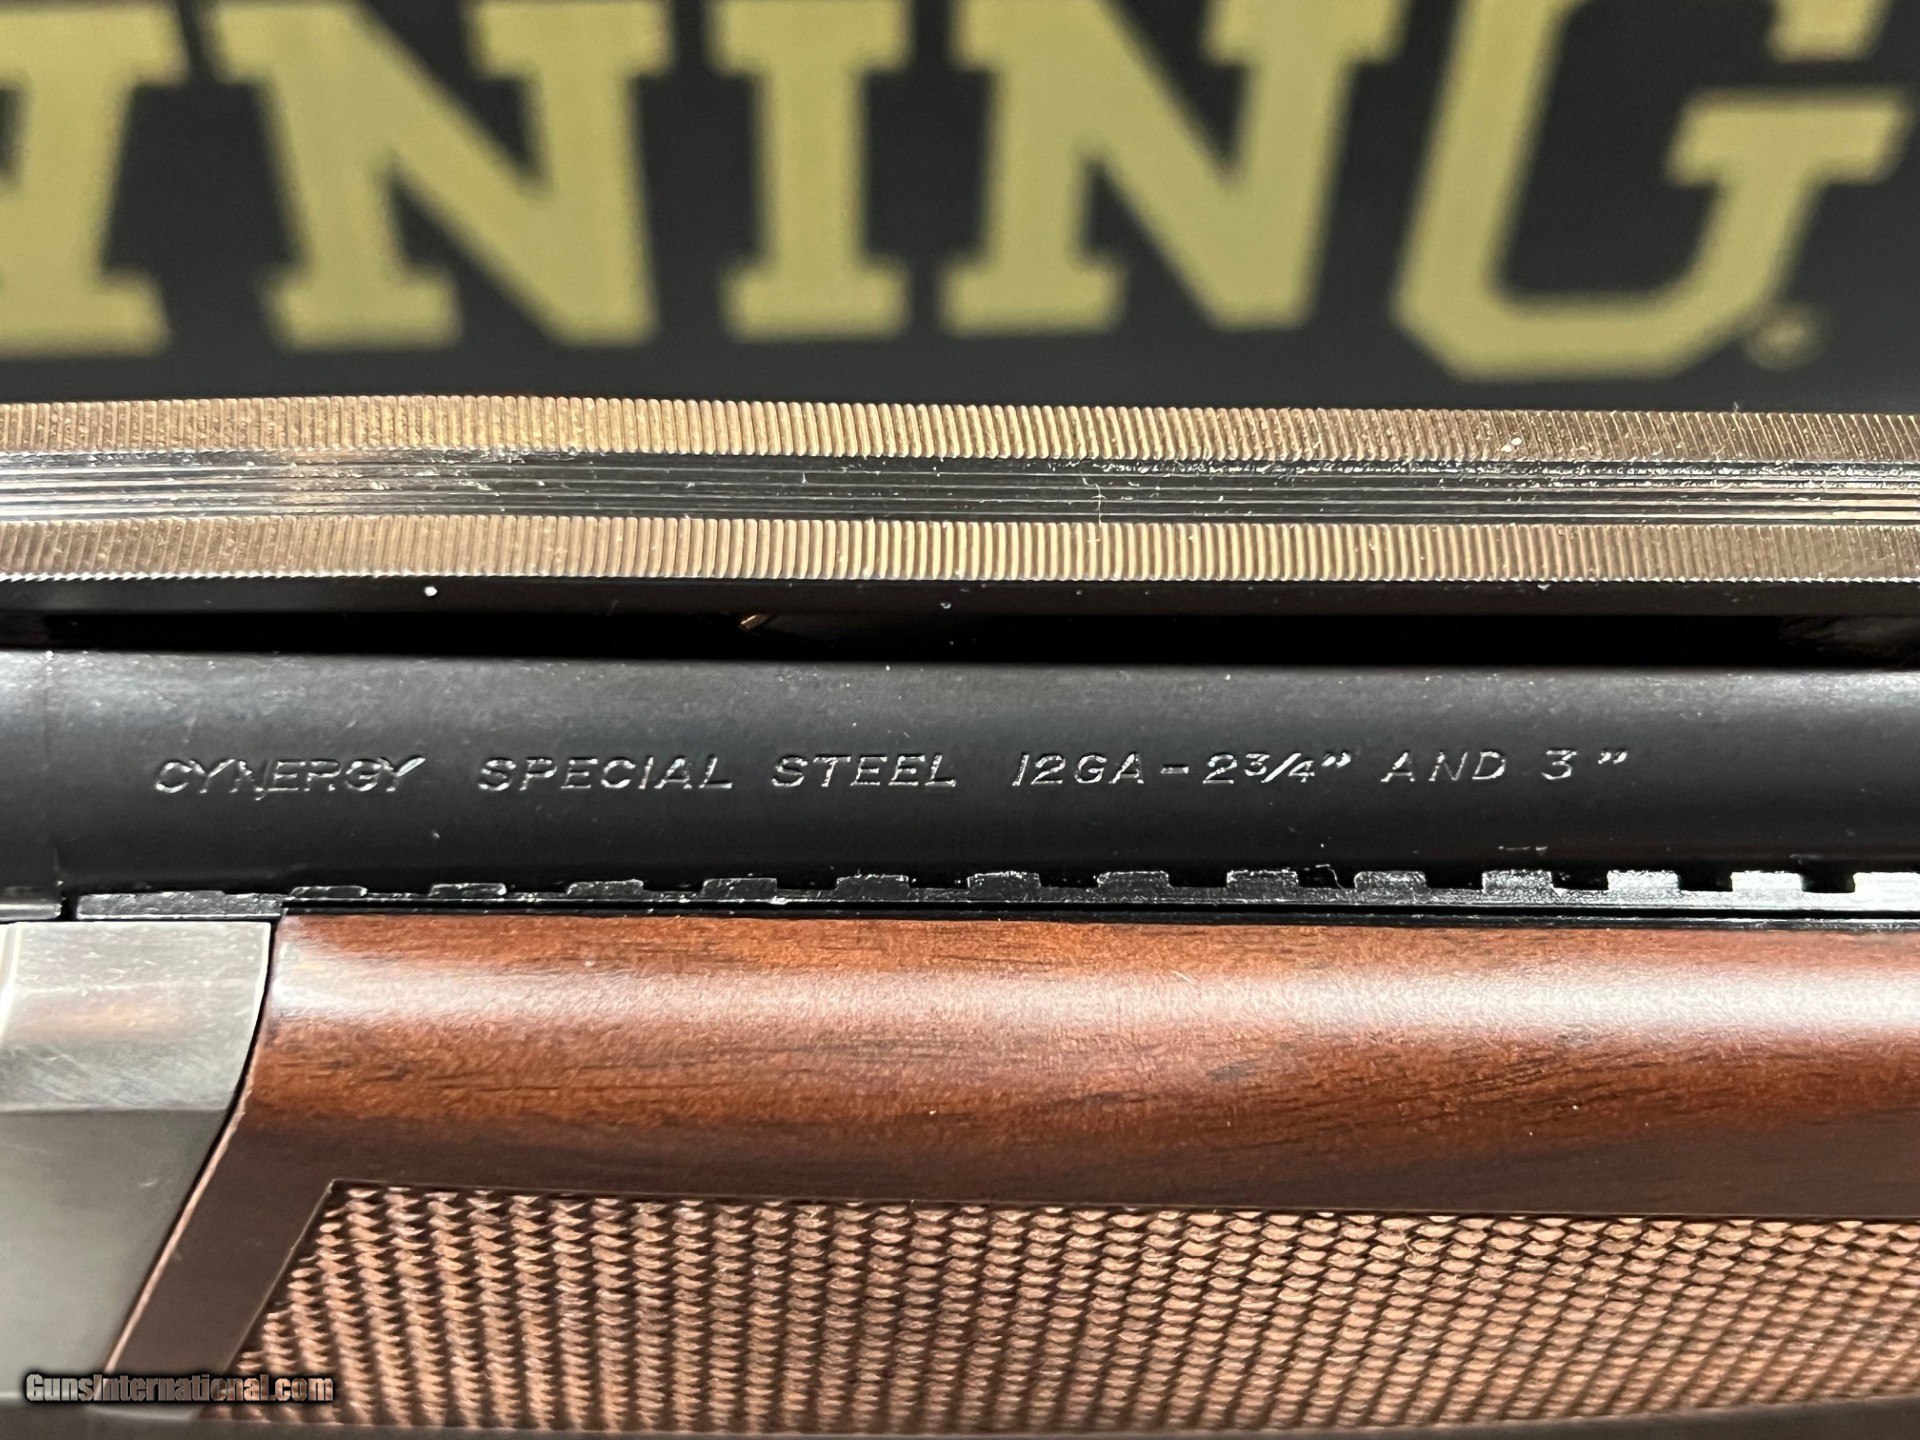 NING
CYNERGY SPECIAL STEEL 12GA-2¾" AND 3"
GunsInternational.com